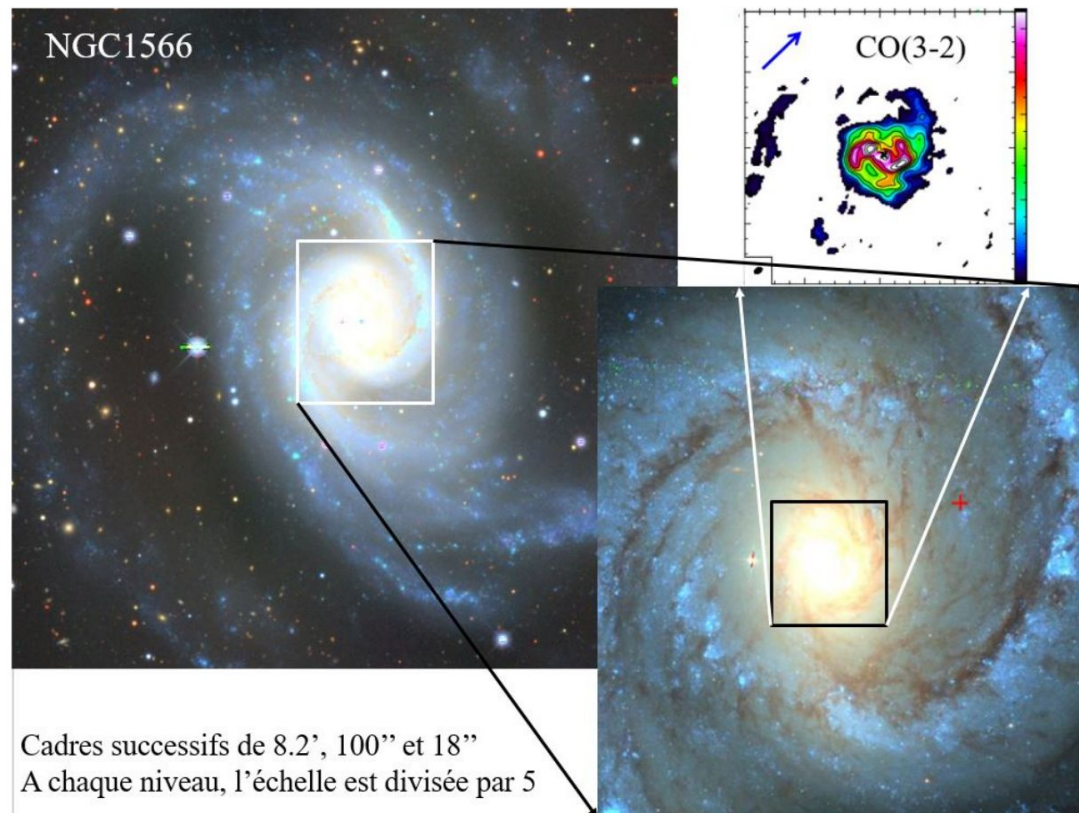 NGC1566
CO(3-2)
Cadres successifs de 8.2’, 100’’ et 18’’
A chaque niveau, l’échelle est divisée par 5